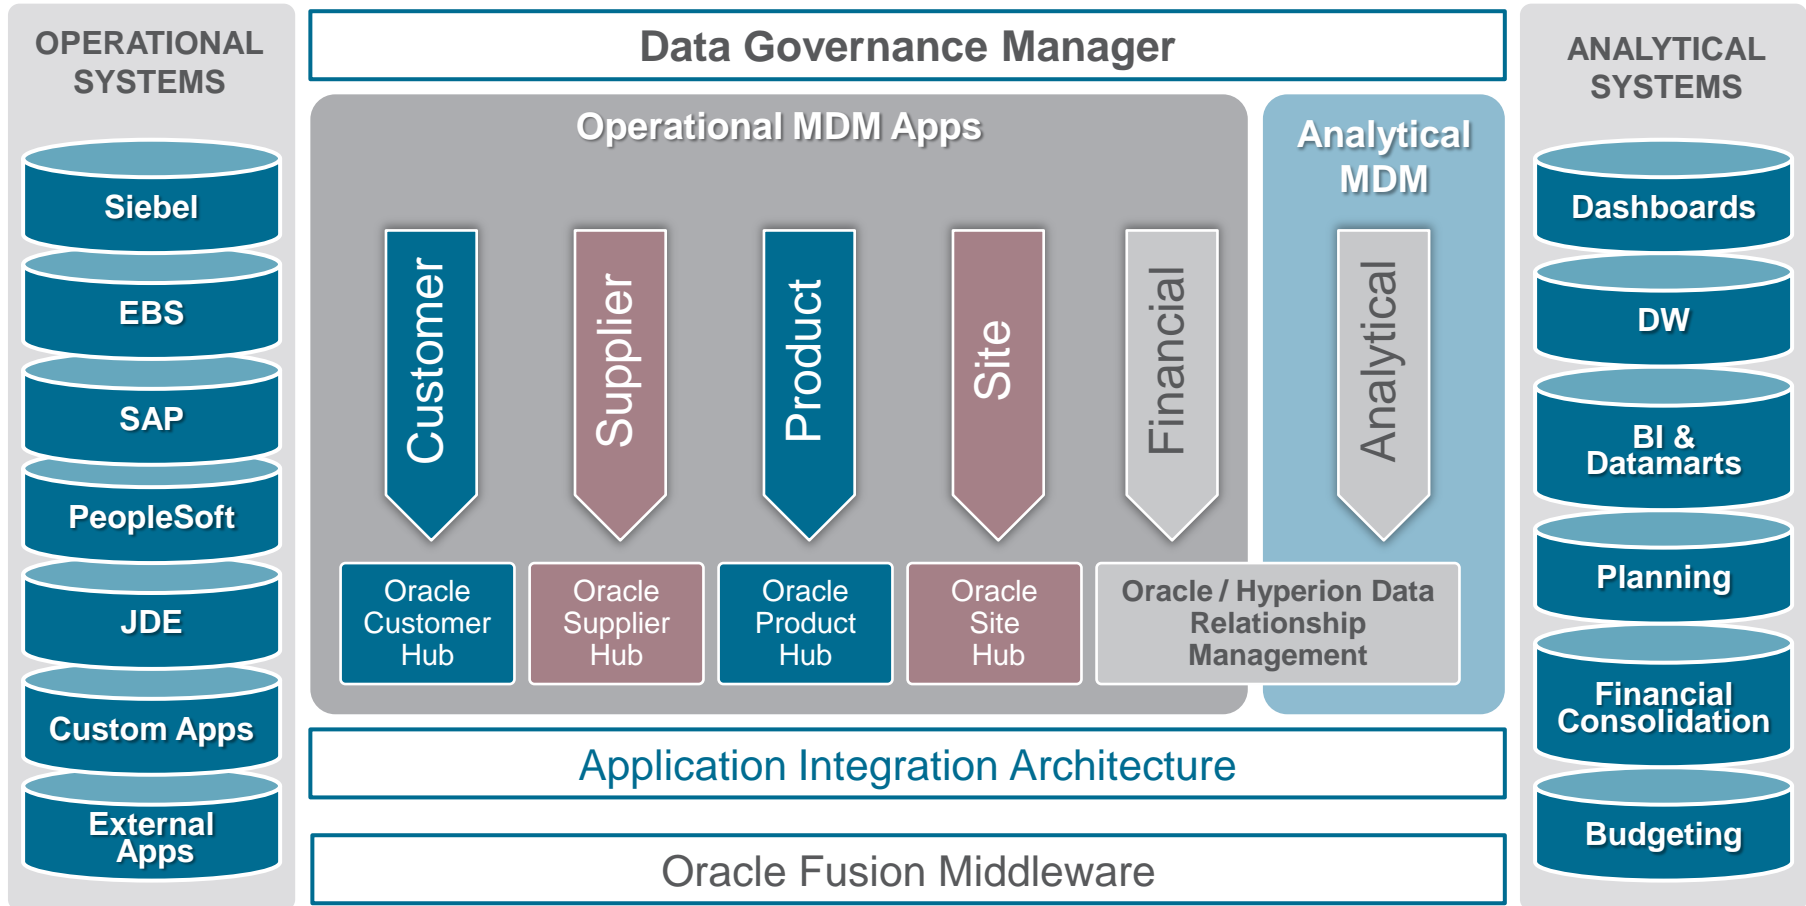 OPERATIONAL
SYSTEMS
Siebel
EBS
SAP
PeopleSoft
JDE
Custom Apps
External
Apps
Data Governance Manager
Operational MDM Apps
Customer
Supplier
Product
Site
Financial
Oracle
Customer
Hub
Oracle
Supplier
Hub
Oracle
Product
Hub
Oracle
Site
Hub
Analytical
MDM
Analytical
Oracle / Hyperion Data
Relationship
Management
Application Integration Architecture
Oracle Fusion Middleware
ANALYTICAL
SYSTEMS
Dashboards
DW
BI &
Datamarts
Planning
Financial
Consolidation
Budgeting